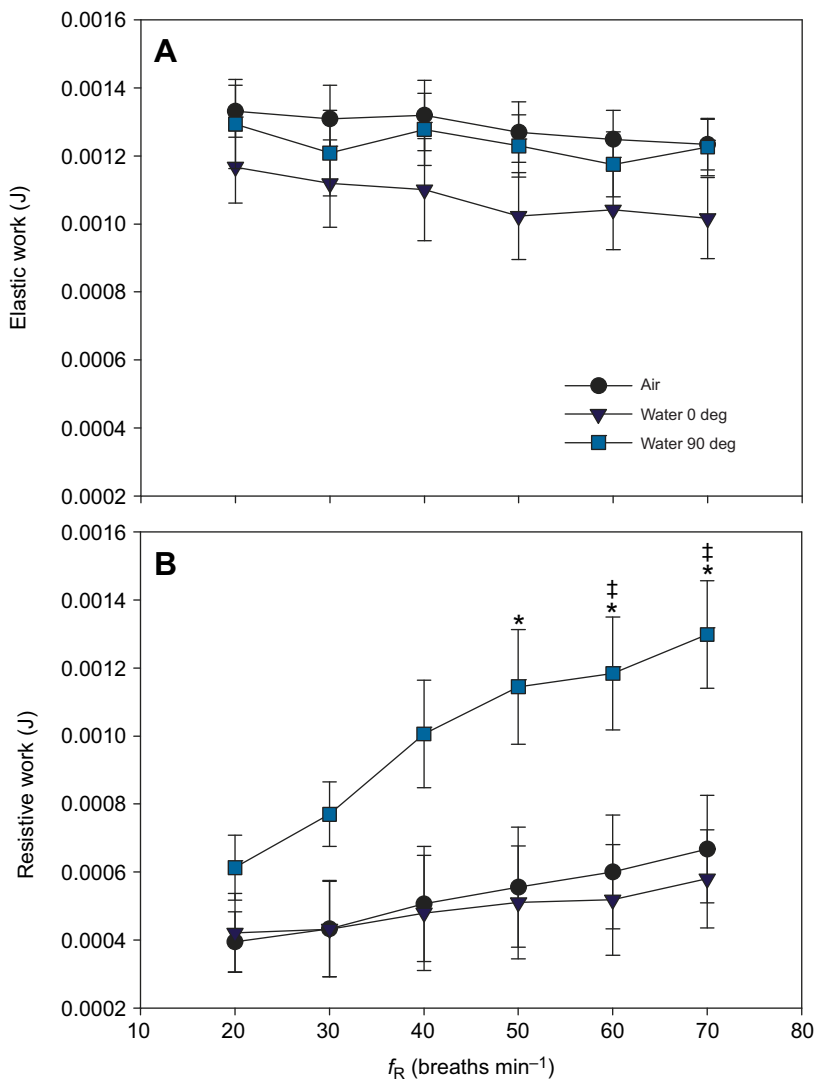 0.0016
A
0.0014
0.0012
0.0010
0.0008
0.0006
0.0004
0.0002
Elastic work (J)
Air
Water 0 deg
Water 90 deg
0.0016
B
0.0014
0.0012
0.0010
0.0008
0.0006
0.0004
0.0002
Resistive work (J)
*
‡
*
‡
*
10 20 30 40 50 60 70 80
fR (breaths min–1)